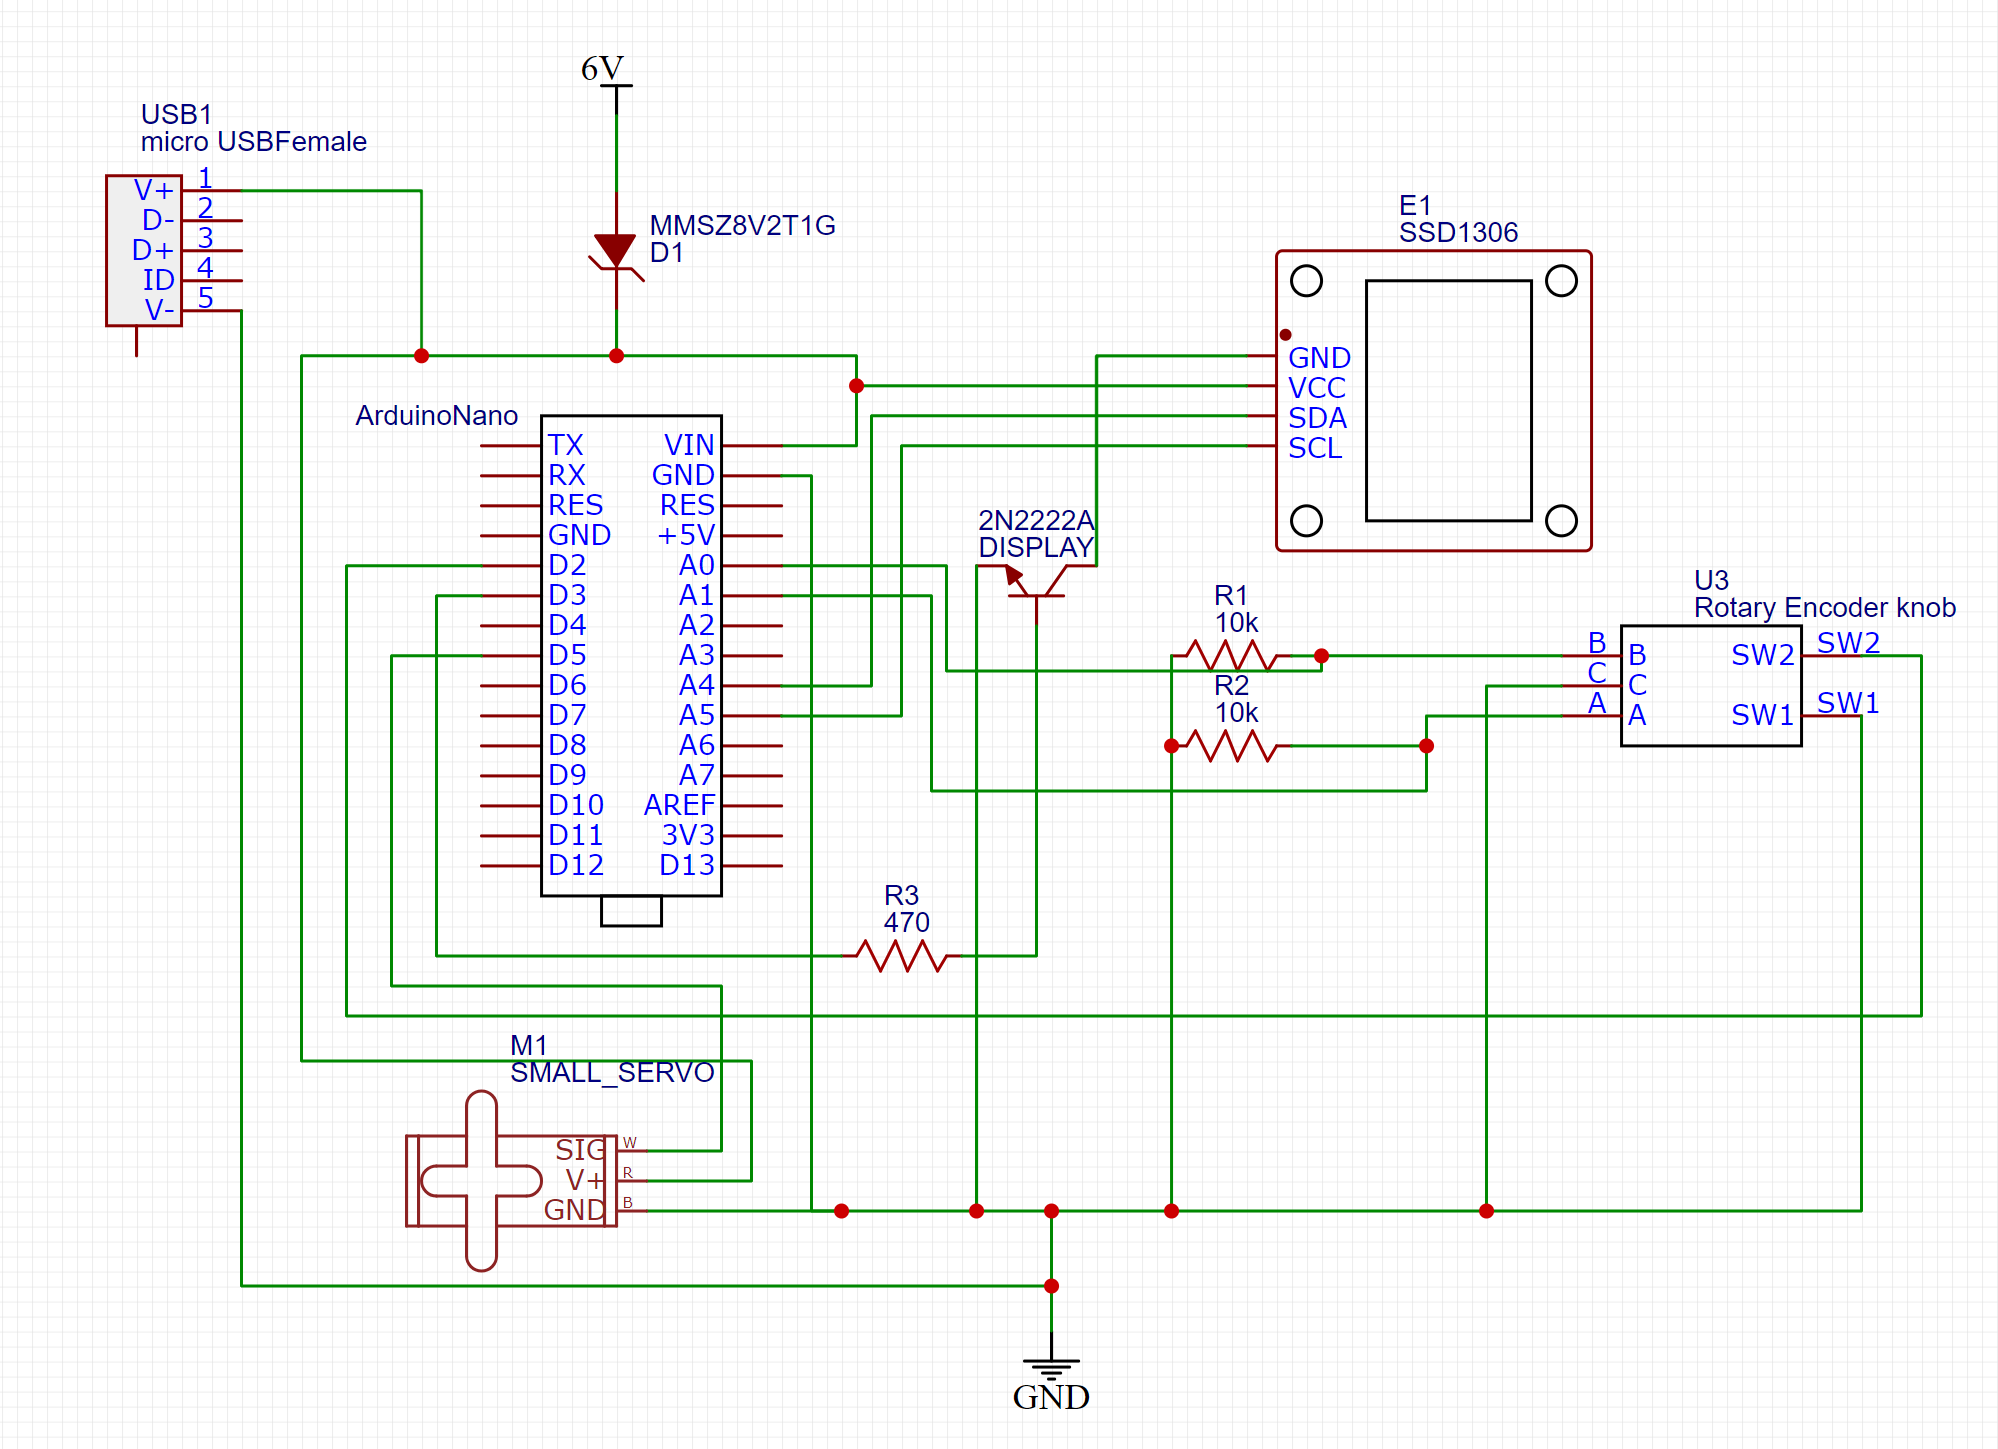 6V
USB1
micro USBFemale
V+ 1
D- 2
D+ 3
ID 4
V- 5
MMSZ8V2T1G
D1
E1
SSD1306
GND
VCC
SDA
SCL
ArduinoNano
TX VIN
RX GND
RES RES
GND +5V
D2 A0
D3 A1
D4 A2
D5 A3
D6 A4
D7 A5
D8 A6
D9 A7
D10 AREF
D11 3V3
D12 D13
2N2222A
DISPLAY
R1
10k
R2
10k
U3
Rotary Encoder knob
B B SW2 SW2
C C
A A SW1 SW1
R3
470
M1
SMALL_SERVO
SIG W
V+ R
GND B
GND